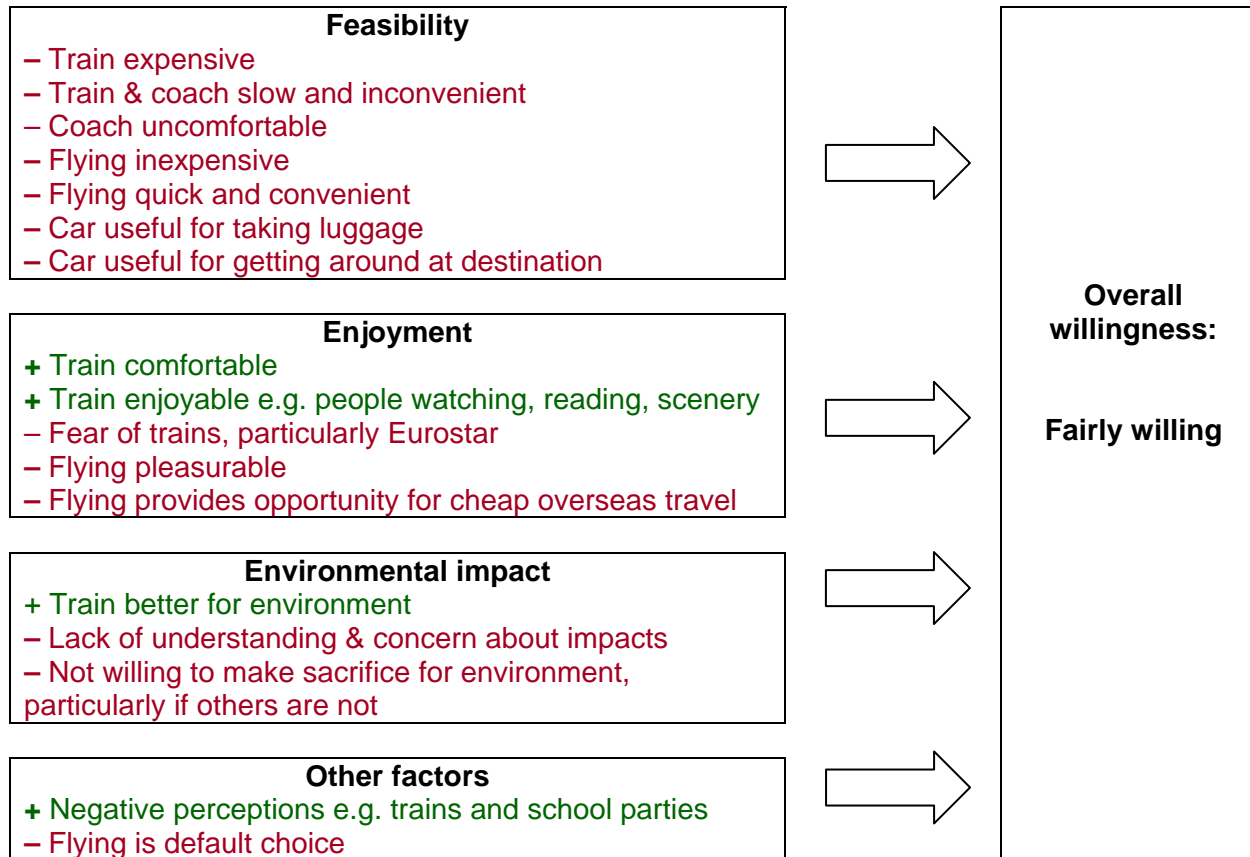 Feasibility
– Train expensive
– Train & coach slow and inconvenient
– Coach uncomfortable
– Flying inexpensive
– Flying quick and convenient
– Car useful for taking luggage
– Car useful for getting around at destination
Enjoyment
+ Train comfortable
+ Train enjoyable e.g. people watching, reading, scenery
– Fear of trains, particularly Eurostar
– Flying pleasurable
– Flying provides opportunity for cheap overseas travel
Environmental impact
+ Train better for environment
– Lack of understanding & concern about impacts
– Not willing to make sacrifice for environment,
particularly if others are not
Other factors
+ Negative perceptions e.g. trains and school parties
– Flying is default choice
Overall
willingness:
Fairly willing